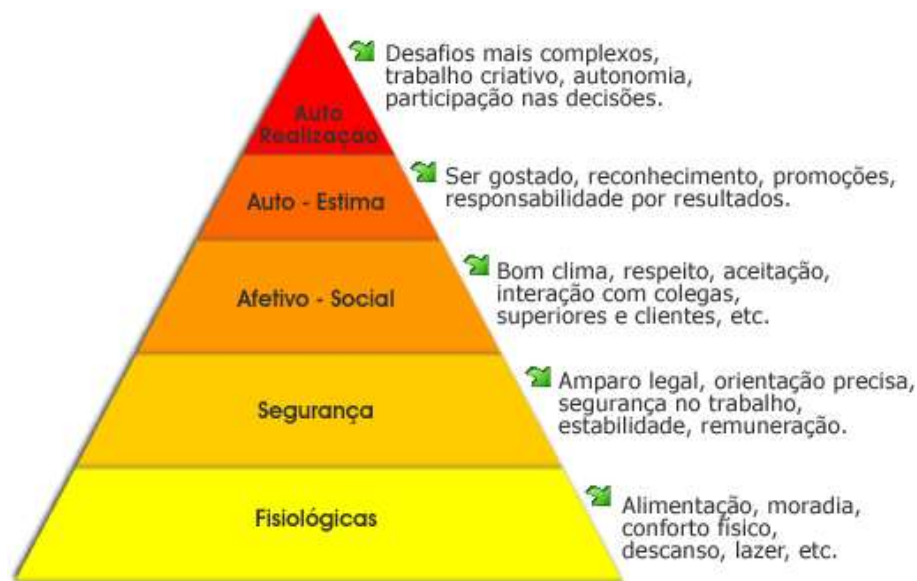 Desafios mais complexos,
trabalho criativo, autonomia,
participação nas decisões.
Auto
Realização
Ser gostado, reconhecimento, promoções,
responsabilidade por resultados.
Auto - Estima
Bom clima, respeito, aceitação,
interação com colegas,
superiores e clientes, etc.
Afetivo - Social
Amparo legal, orientação precisa,
segurança no trabalho,
estabilidade, remuneração.
Segurança
Alimentação, moradia,
conforto físico,
descanso, lazer, etc.
Fisiológicas